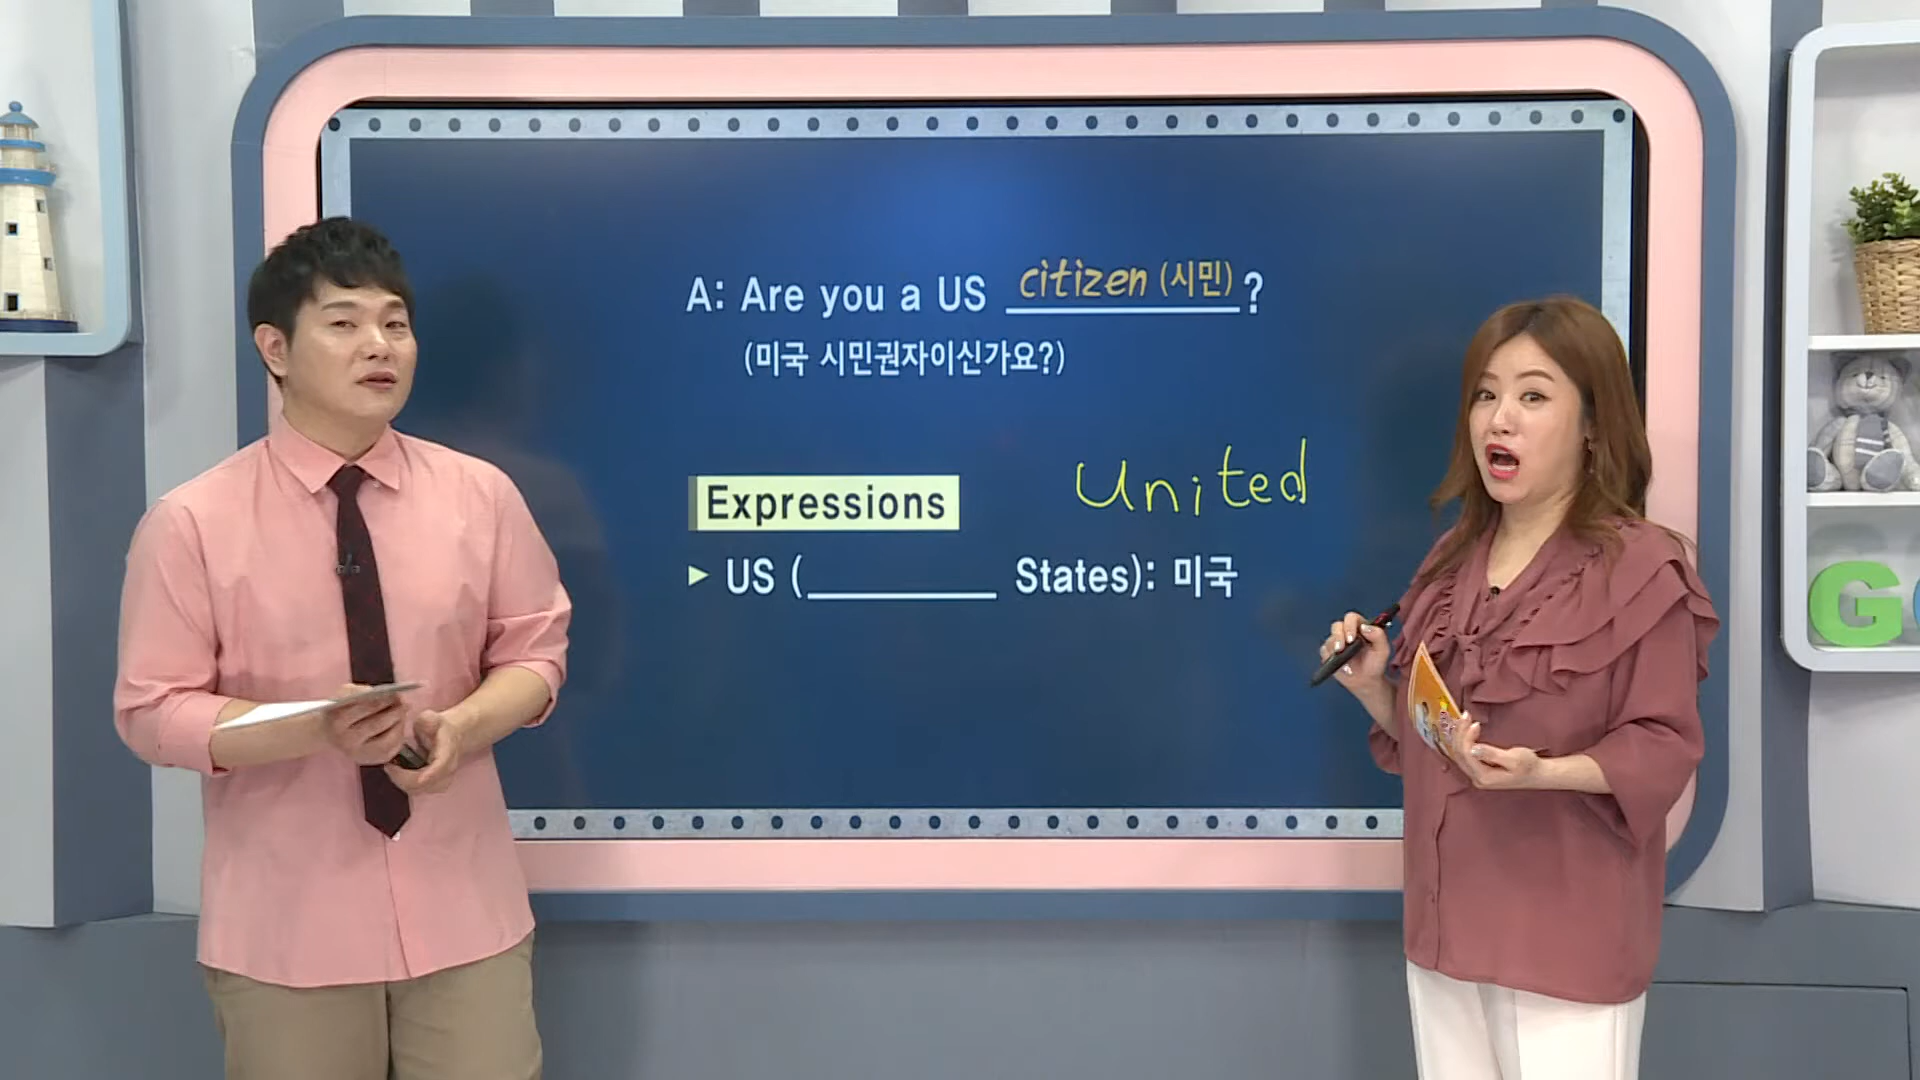 A: Are you a US citizen (시민)?
(미국 시민권자이신가요?)
United
Expressions
▶ US (__________ States): 미국
G